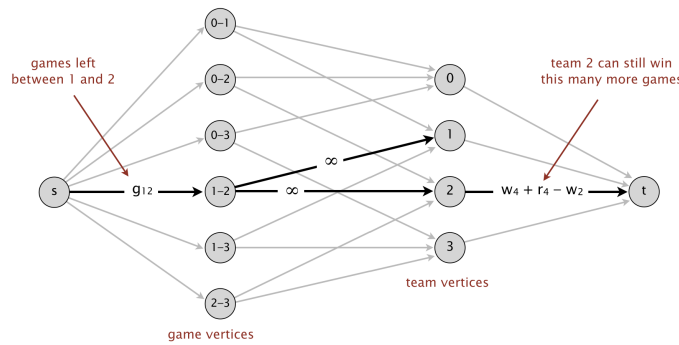 0–1
games left
between 1 and 2
team 2 can still win
this many more games
0–2
0
0–3
1
∞
s
g12
1–2
∞
2
w4 + r4 − w2
t
1–3
3
team vertices
2–3
game vertices